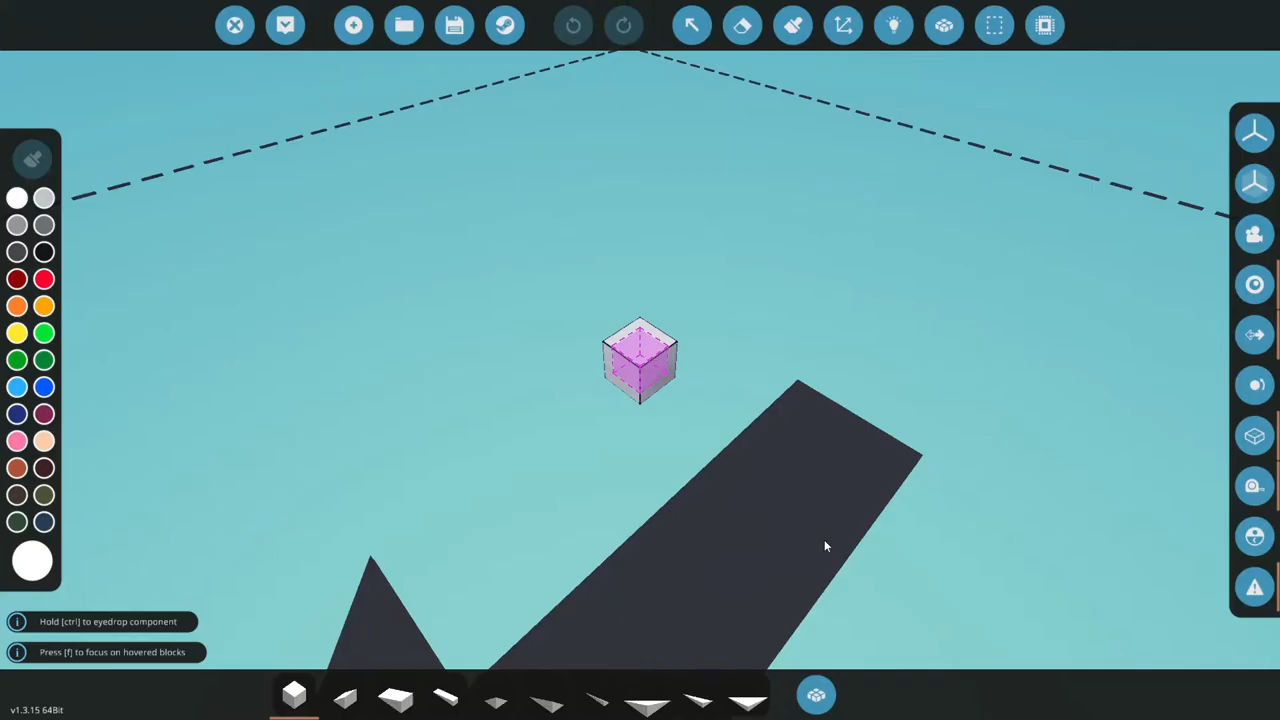 Hold [ctrl] to eyedrop component
Press [f] to focus on hovered blocks
v1.3.15 64Bit